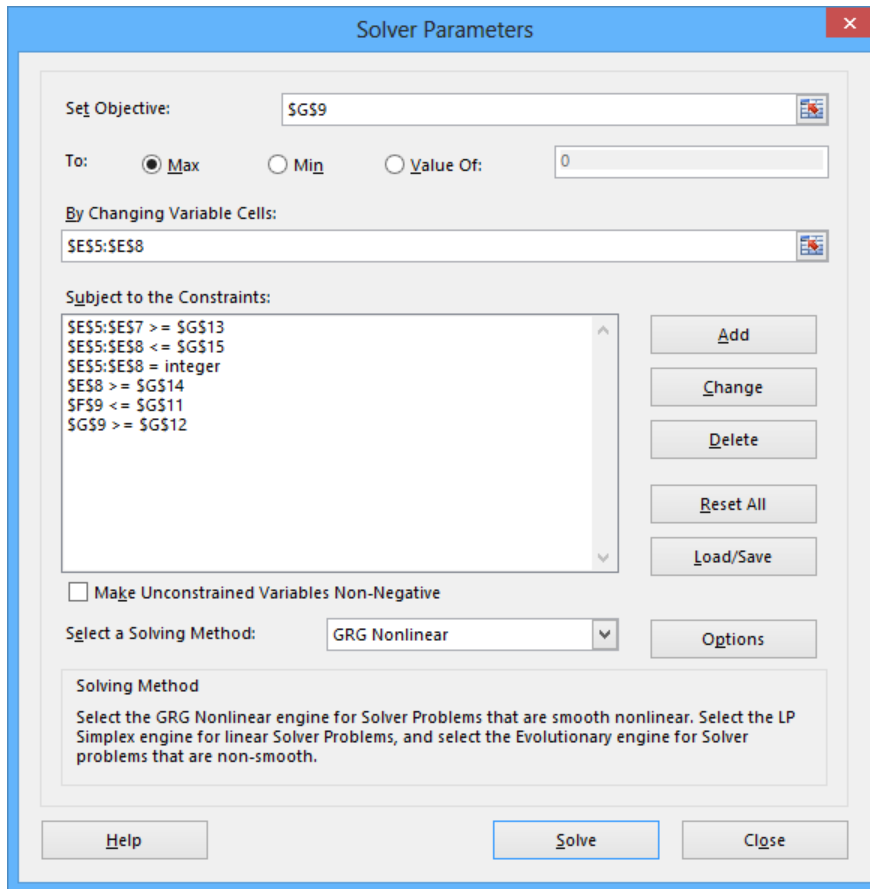 Solver Parameters
Set Objective:
$G$9
To:
Max
Min
Value Of:
0
By Changing Variable Cells:
$E$5:$E$8
Subject to the Constraints:
$E$5:$E$7 >= $G$13
$E$5:$E$8 <= $G$15
$E$5:$E$8 = integer
$E$8 >= $G$14
$F$9 <= $G$11
$G$9 >= $G$12
Add
Change
Delete
Reset All
Load/Save
Make Unconstrained Variables Non-Negative
Select a Solving Method:
GRG Nonlinear
Options
Solving Method
Select the GRG Nonlinear engine for Solver Problems that are smooth nonlinear. Select the LP
Simplex engine for linear Solver Problems, and select the Evolutionary engine for Solver
problems that are non-smooth.
Help
Solve
Close